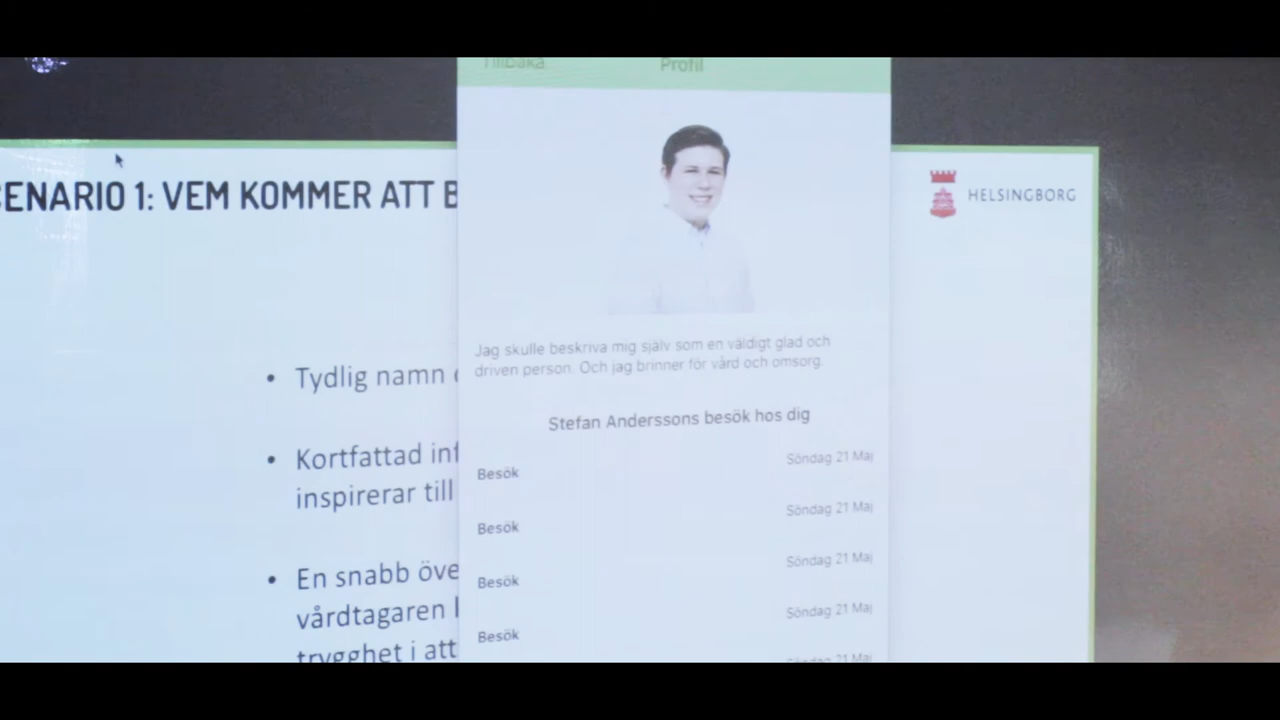 Tillbaka
Profil
CENARIO 1: VEM KOMMER ATT B
HELSINGBORG
Jag skulle beskriva mig själv som en väldigt glad och
driven person. Och jag brinner för vård och omsorg.
Tydlig namn
Stefan Anderssons besök hos dig
Kortfattad inf
inspirerar till
Besök
Söndag 21 Maj
Besök
Söndag 21 Maj
En snabb öve
vårdtagaren
trygghet i att
Besök
Söndag 21 Maj
Besök
Söndag 21 Maj
Söndag 21 Maj